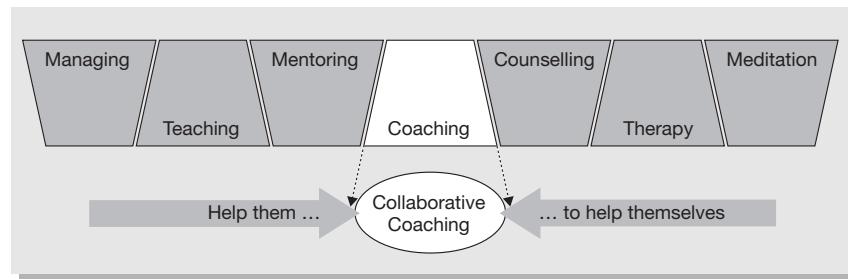 Managing
Mentoring
Counselling
Meditation
Teaching
Coaching
Therapy
Help them …
Collaborative
Coaching
… to help themselves